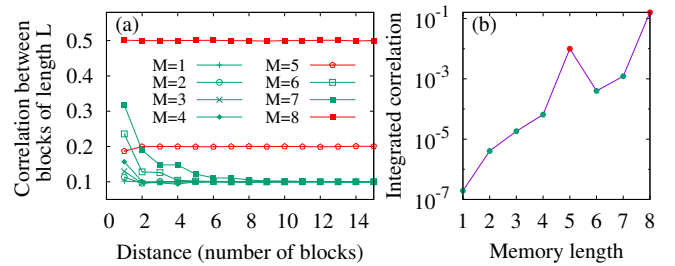 (a)
Correlation between
blocks of length L
0.5
0.4
0.3
0.2
0.1
M=1 M=5
M=2 M=6
M=3 M=7
M=4 M=8
0 2 4 6 8 10 12 14
Distance (number of blocks)
(b)
Integrated correlation
10-1
10-3
10-5
10-7
1 2 3 4 5 6 7 8
Memory length